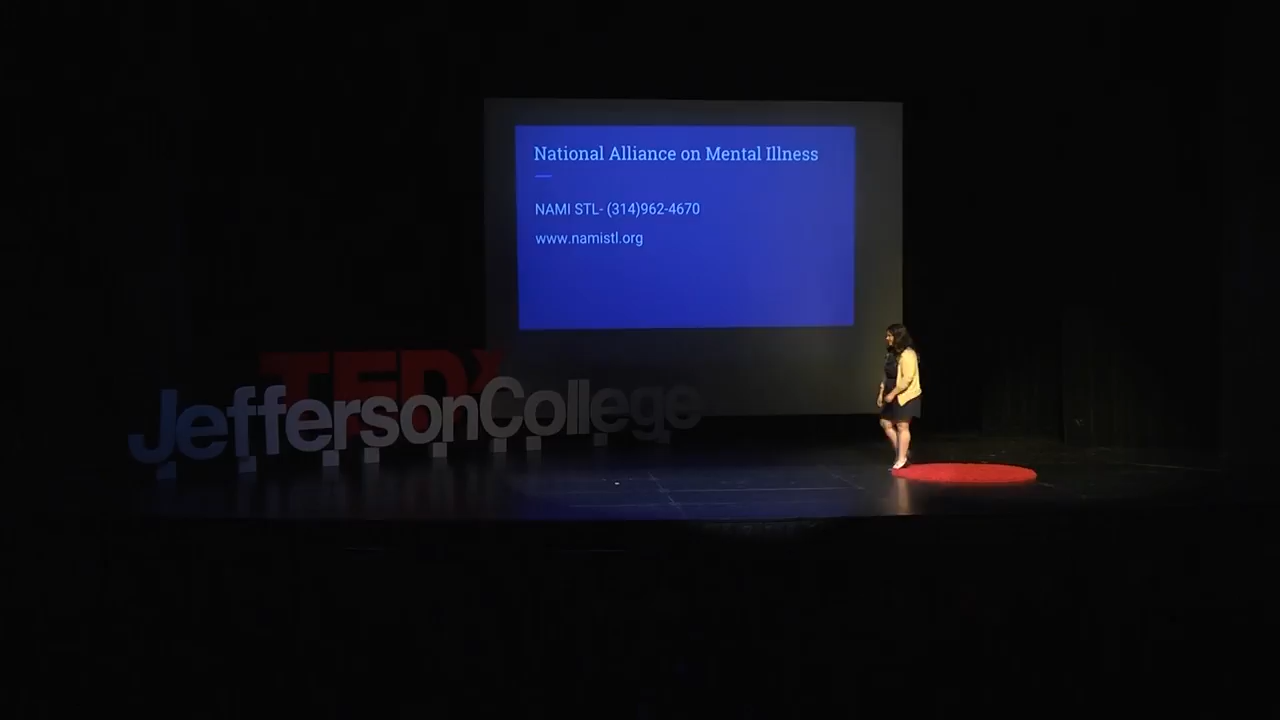 National Alliance on Mental Illness
NAMI STL- (314)962-4670
www.namistl.org
TEDx
JeffersonCollege